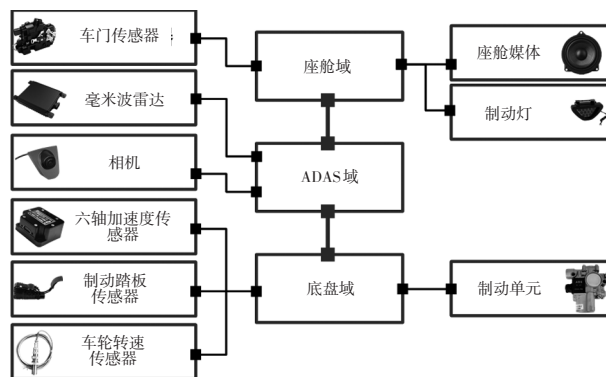 车门传感器
座舱域
座舱媒体
毫米波雷达
制动灯
相机
ADAS域
六轴加速度传
感器
制动踏板
传感器
底盘域
制动单元
车轮转速
传感器